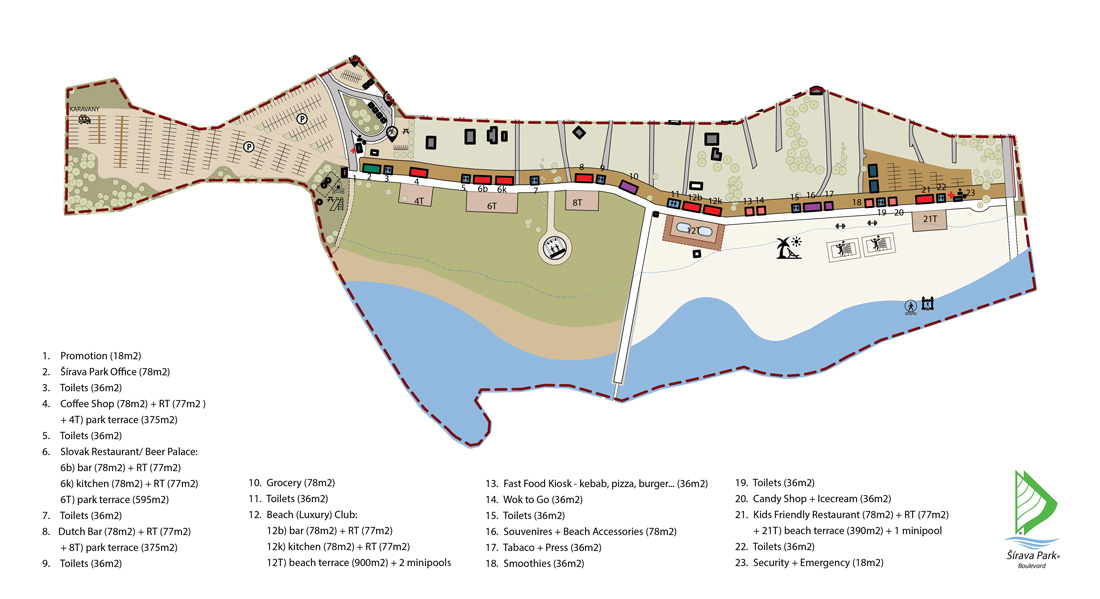 KARAVANY
P
P
1
2
3
4
4T
5
6b
6k
6T
7
8
8T
9
10
11
12b
12k
12T
13
14
15
16
17
18
19
20
21
21T
22
23
1. Promotion (18m2)
2. Šírava Park Office (78m2)
3. Toilets (36m2)
4. Coffee Shop (78m2) + RT (77m2 )
+ 4T) park terrace (375m2)
5. Toilets (36m2)
6. Slovak Restaurant/ Beer Palace:
6b) bar (78m2) + RT (77m2)
6k) kitchen (78m2) + RT (77m2)
6T) park terrace (595m2)
7. Toilets (36m2)
8. Dutch Bar (78m2) + RT (77m2)
+ 8T) park terrace (375m2)
9. Toilets (36m2)
10. Grocery (78m2)
11. Toilets (36m2)
12. Beach (Luxury) Club:
12b) bar (78m2) + RT (77m2)
12k) kitchen (78m2) + RT (77m2)
12T) beach terrace (900m2) + 2 minipools
13. Fast Food Kiosk - kebab, pizza, burger... (36m2)
14. Wok to Go (36m2)
15. Toilets (36m2)
16. Souvenires + Beach Accessories (78m2)
17. Tabaco + Press (36m2)
18. Smoothies (36m2)
19. Toilets (36m2)
20. Candy Shop + Icecream (36m2)
21. Kids Friendly Restaurant (78m2) + RT (77m2)
+ 21T) beach terrace (390m2) + 1 minipool
22. Toilets (36m2)
23. Security + Emergency (18m2)
Šírava Park
Boulevard